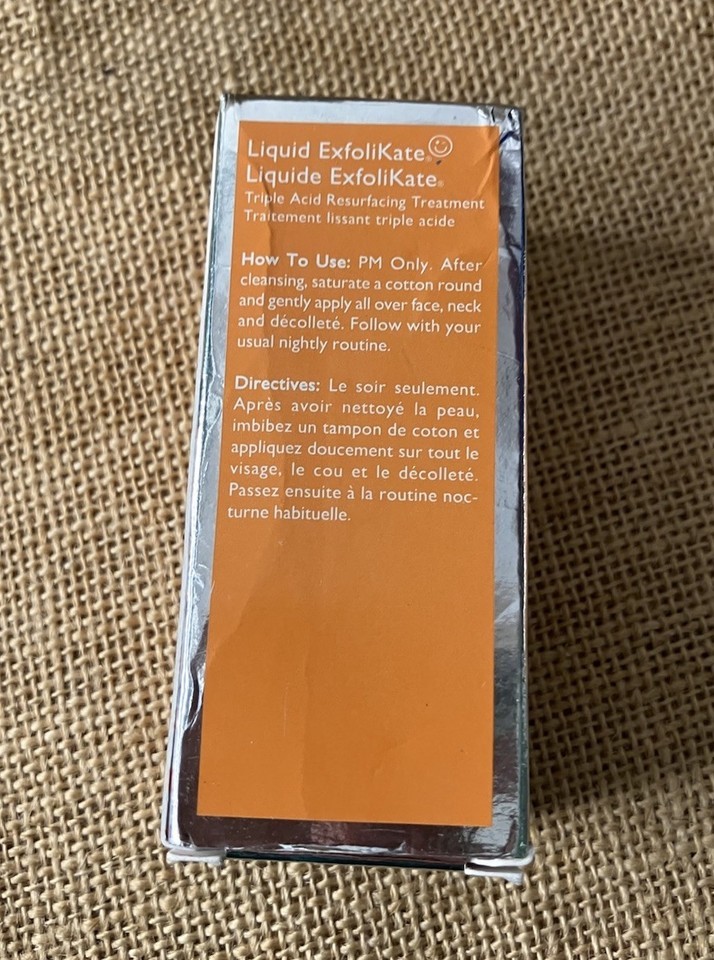 Liquid ExfoliKate®
Liquide ExfoliKate®
Triple Acid Resurfacing Treatment
Traitement lissant triple acide
How To Use: PM Only. After
cleansing, saturate a cotton round
and gently apply all over face, neck
and décolleté. Follow with your
usual nightly routine.
Directives: Le soir seulement.
Après avoir nettoyé la peau,
imbibez un tampon de coton et
appliquez doucement sur tout le
visage, le cou et le décolleté.
Passez ensuite à la routine noc-
turne habituelle.